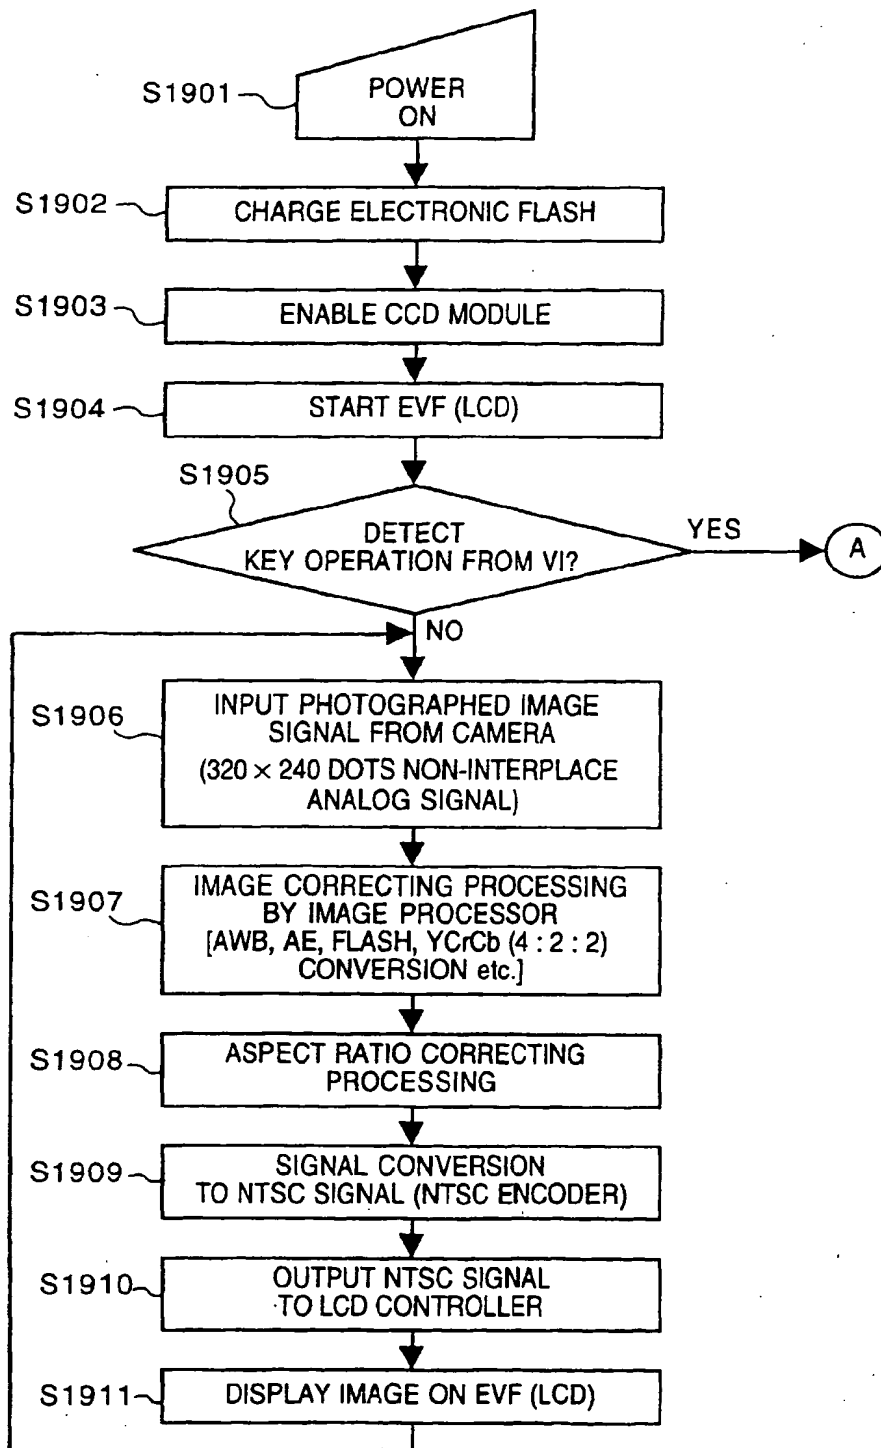 S1901
POWER
ON
S1902
CHARGE ELECTRONIC FLASH
S1903
ENABLE CCD MODULE
S1904
START EVF (LCD)
S1905
DETECT
KEY OPERATION FROM VI?
YES
A
NO
S1906
INPUT PHOTOGRAPHED IMAGE
SIGNAL FROM CAMERA
(320 × 240 DOTS NON-INTERPLACE
ANALOG SIGNAL)
S1907
IMAGE CORRECTING PROCESSING
BY IMAGE PROCESSOR
[AWB, AE, FLASH, YCrCb (4 : 2 : 2)
CONVERSION etc.]
S1908
ASPECT RATIO CORRECTING
PROCESSING
S1909
SIGNAL CONVERSION
TO NTSC SIGNAL (NTSC ENCODER)
S1910
OUTPUT NTSC SIGNAL
TO LCD CONTROLLER
S1911
DISPLAY IMAGE ON EVF (LCD)